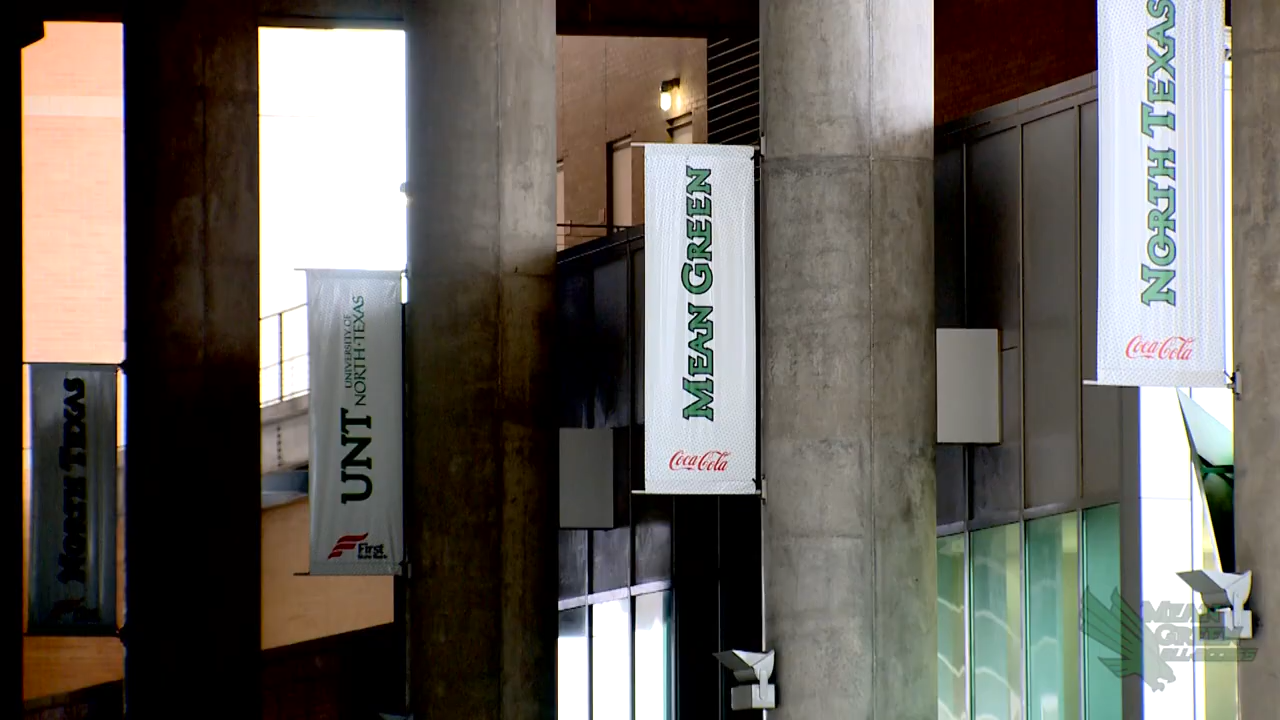 NORTH TEXAS
UNT
UNIVERSITY OF
NORTH·TEXAS
First
MEAN GREEN
Coca-Cola
NORTH TEXAS
Coca-Cola
MEAN
GREEN